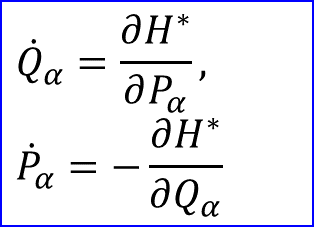 Q̇_α = ∂H*/∂P_α,
Ṗ_α = −∂H*/∂Q_α